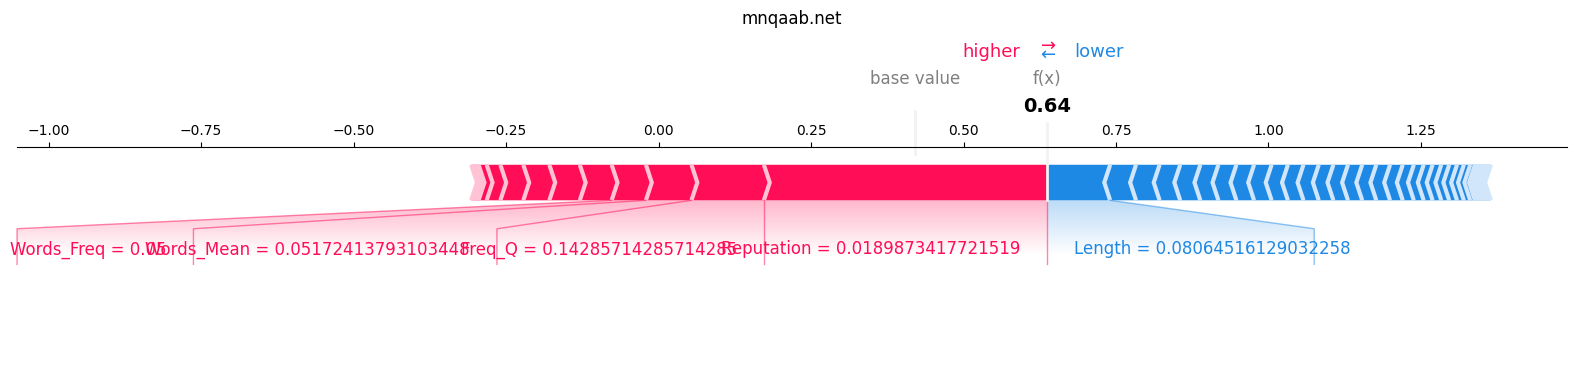 mnqaab.net
higher → ← lower
base value f(x)
0.64
−1.00 −0.75 −0.50 −0.25 0.00 0.25 0.50 0.75 1.00 1.25
Words_Freq = 0.05 Words_Mean = 0.05172413793103448 Freq_Q = 0.14285714285714285 Reputation = 0.0189873417721519 Length = 0.08064516129032258